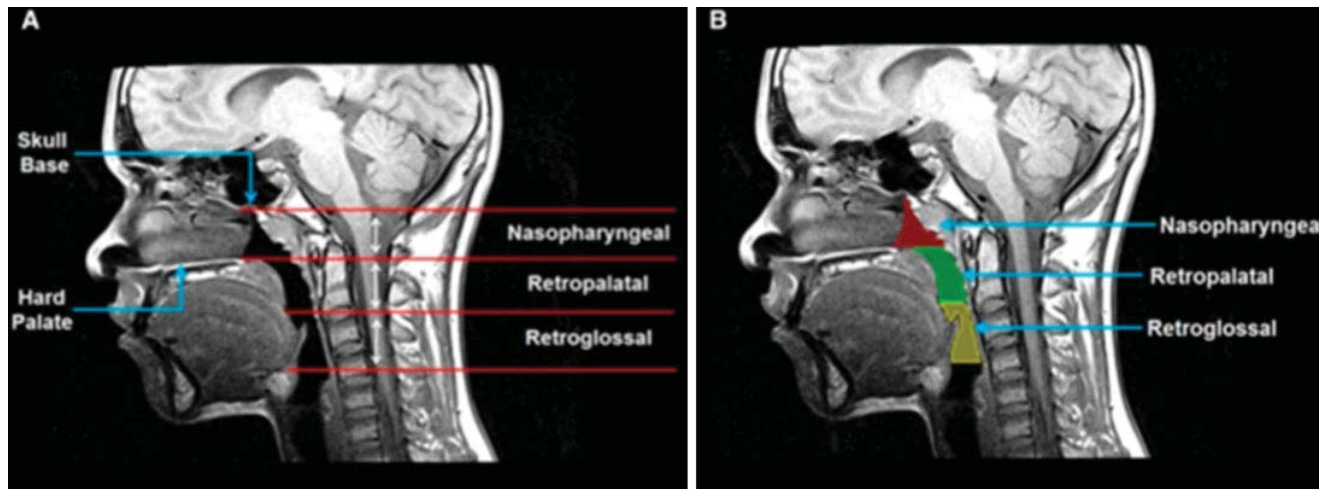 A
Skull
Base
Nasopharyngeal
Retropalatal
Hard
Palate
Retroglossal
B
Nasopharyngea
Retropalatal
Retroglossal